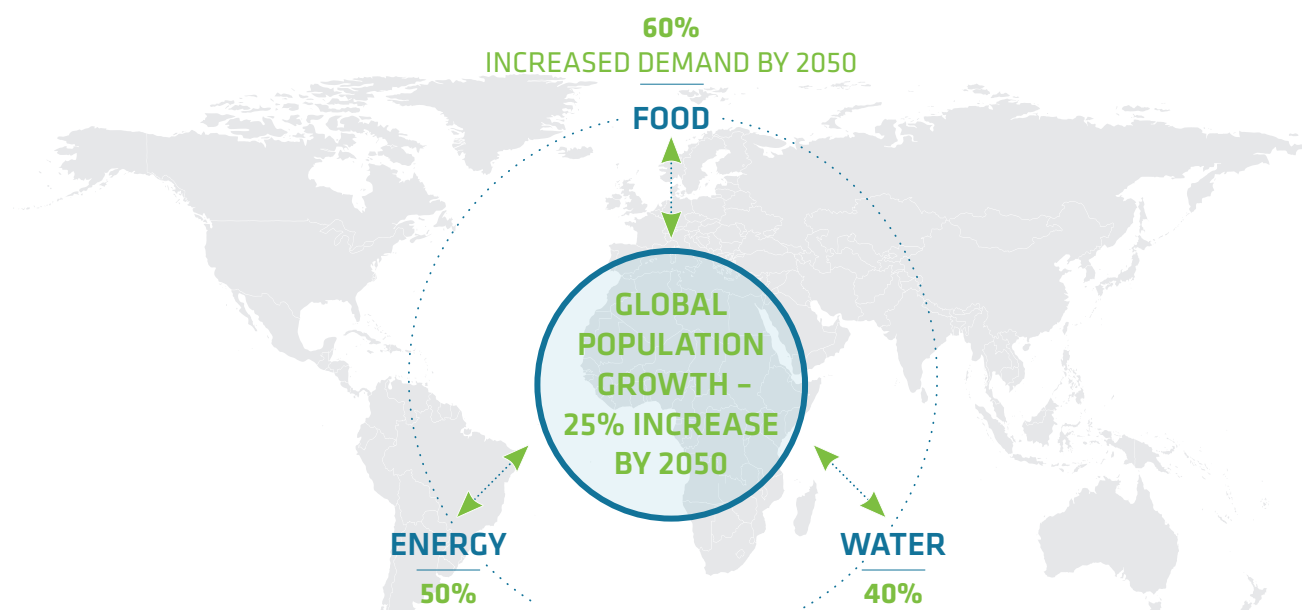 60%
INCREASED DEMAND BY 2050
FOOD
GLOBAL
POPULATION
GROWTH –
25% INCREASE
BY 2050
ENERGY
50%
WATER
40%